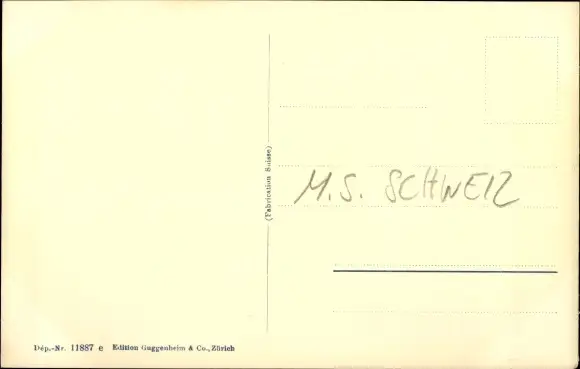 (Fabrication Suisse)
M.S. SCHWEIZ
Dép.-Nr. 11887 e Edition Guggenheim & Co., Zürich